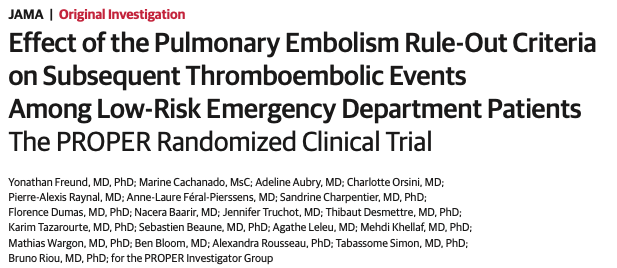 JAMA | Original Investigation
Effect of the Pulmonary Embolism Rule-Out Criteria
on Subsequent Thromboembolic Events
Among Low-Risk Emergency Department Patients
The PROPER Randomized Clinical Trial
Yonathan Freund, MD, PhD; Marine Cachanado, MsC; Adeline Aubry, MD; Charlotte Orsini, MD;
Pierre-Alexis Raynal, MD; Anne-Laure Féral-Pierssens, MD; Sandrine Charpentier, MD, PhD;
Florence Dumas, MD, PhD; Nacera Baarir, MD; Jennifer Truchot, MD; Thibaut Desmettre, MD, PhD;
Karim Tazarourte, MD, PhD; Sebastien Beaune, MD, PhD; Agathe Leleu, MD; Mehdi Khellaf, MD, PhD;
Mathias Wargon, MD, PhD; Ben Bloom, MD; Alexandra Rousseau, PhD; Tabassome Simon, MD, PhD;
Bruno Riou, MD, PhD; for the PROPER Investigator Group